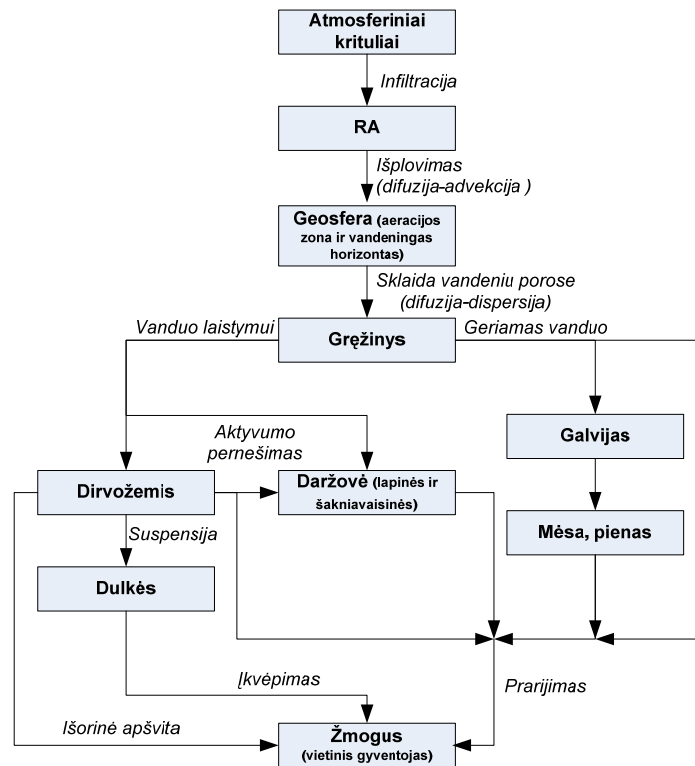 Atmosferiniai
krituliai
Infiltracija
RA
Išplovimas
(difuzija-advekcija )
Geosfera (aeracijos
zona ir vandeningas
horizontas)
Sklaida vandeniu porose
(difuzija-dispersija)
Vanduo laistymui
Gręžinys
Geriamas vanduo
Aktyvumo
pernešimas
Galvijas
Dirvožemis
Daržovė (lapinės ir
šakniavaisinės)
Suspensija
Mėsa, pienas
Dulkės
Įkvėpimas
Prarijimas
Išorinė apšvita
Žmogus
(vietinis gyventojas)